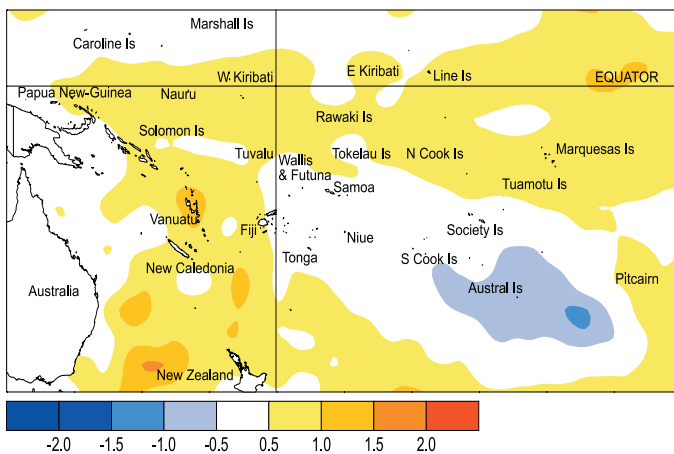 Marshall Is
Caroline Is
W Kiribati
E Kiribati
Line Is
EQUATOR
Papua New-Guinea
Nauru
Rawaki Is
Solomon Is
Tuvalu
Wallis
& Futuna
Tokelau Is
N Cook Is
Marquesas Is
Samoa
Tuamotu Is
Vanuatu
Fiji
Niue
Society Is
Tonga
S Cook Is
New Caledonia
Pitcairn
Australia
Austral Is
New Zealand
-2.0 -1.5 -1.0 -0.5 0.5 1.0 1.5 2.0